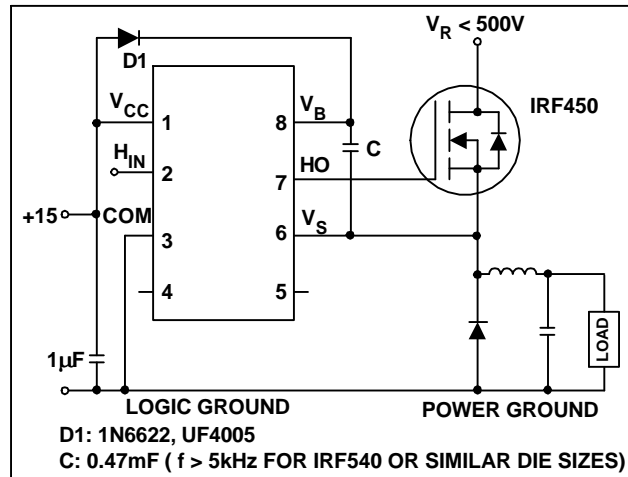 V_R < 500V
D1
IRF450
V_CC
1
8
V_B
H_IN
2
7
HO
C
+15
COM
3
6
V_S
4
5
1µF
LOAD
LOGIC GROUND
POWER GROUND
D1: 1N6622, UF4005
C: 0.47mF ( f > 5kHz FOR IRF540 OR SIMILAR DIE SIZES)